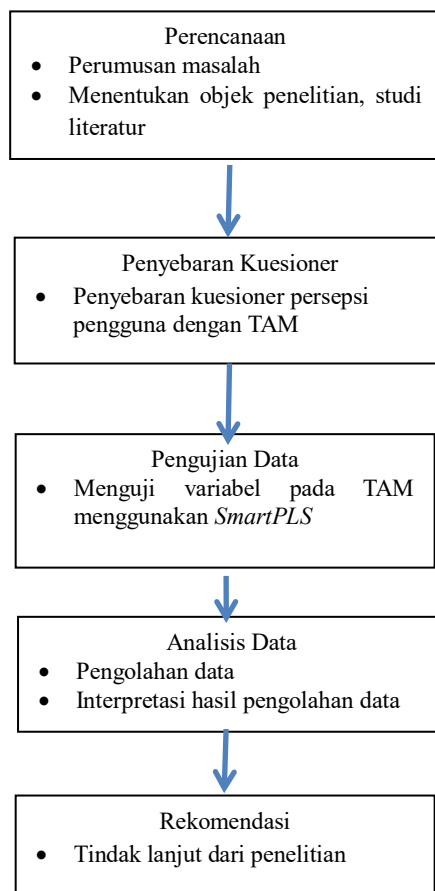 Perencanaan
• Perumusan masalah
• Menentukan objek penelitian, studi
literatur
Penyebaran Kuesioner
• Penyebaran kuesioner persepsi
pengguna dengan TAM
Pengujian Data
• Menguji variabel pada TAM
menggunakan SmartPLS
Analisis Data
• Pengolahan data
• Interpretasi hasil pengolahan data
Rekomendasi
• Tindak lanjut dari penelitian